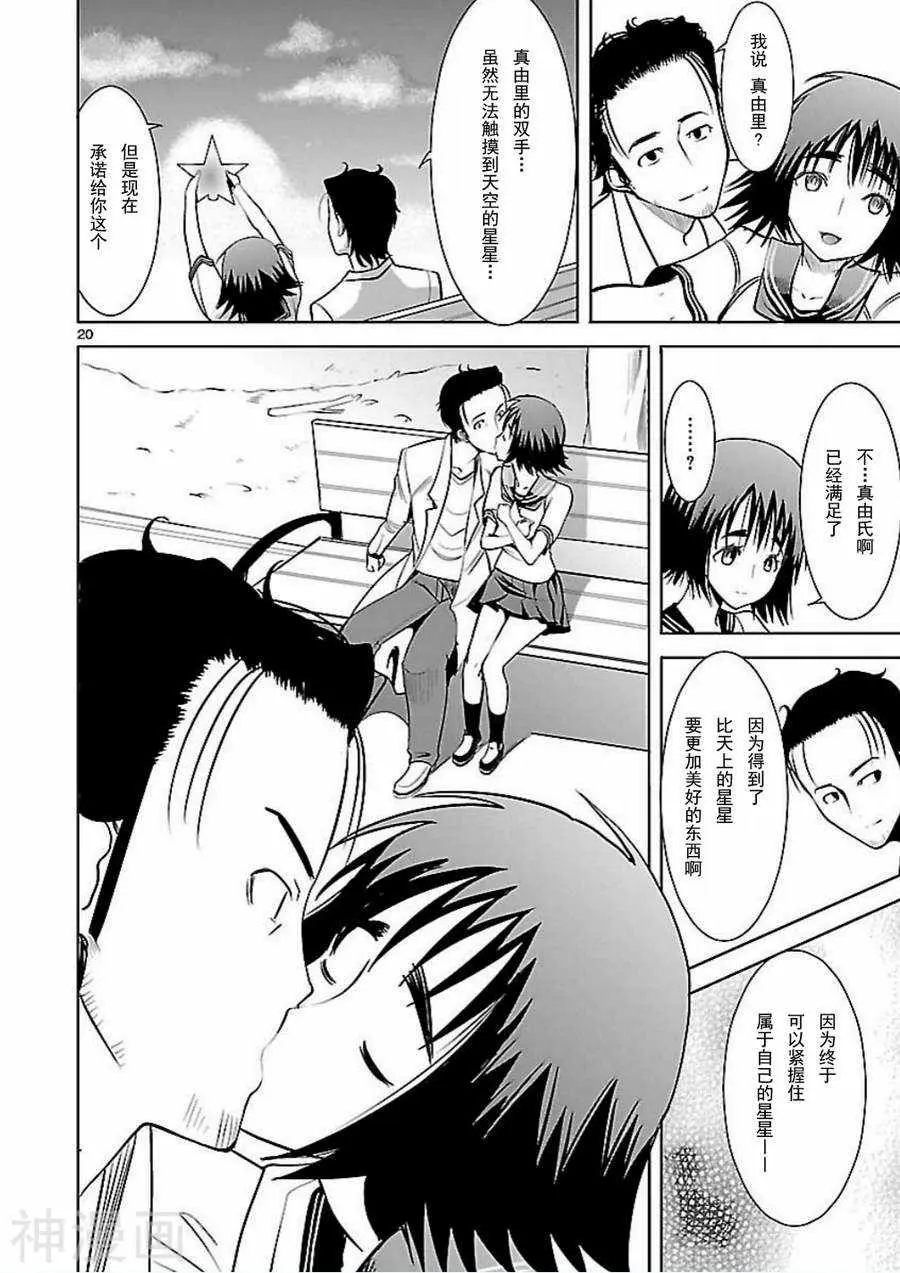 我说 真由里？
真由里的双手…
虽然无法触摸到天空的星星…
但是现在
承诺给你这个
20
不…真由氏啊
已经满足了
……？
因为得到了
比天上的星星
要更加美好的东西啊
因为终于
可以紧握住
属于自己的星星——
神漫画